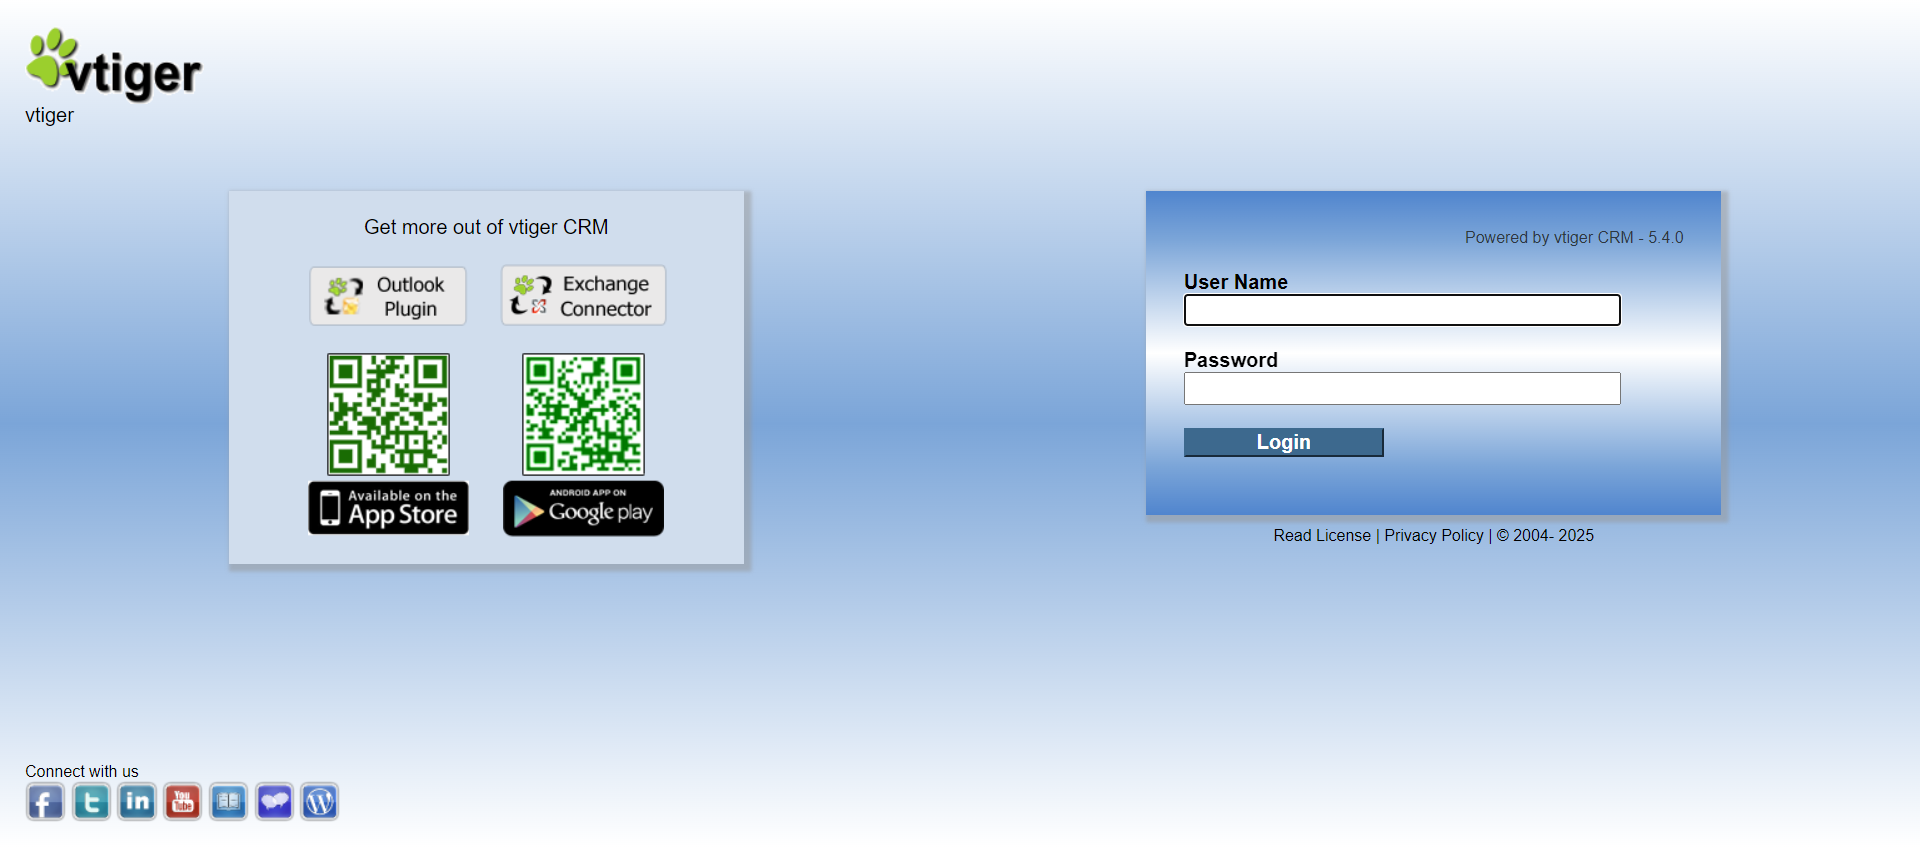 vtiger
vtiger
Get more out of vtiger CRM
Outlook
Plugin
Exchange
Connector
Available on the
App Store
ANDROID APP ON
Google play
Powered by vtiger CRM - 5.4.0
User Name
Password
Login
Read License | Privacy Policy | © 2004- 2025
Connect with us
f
t
in
You
Tube
W